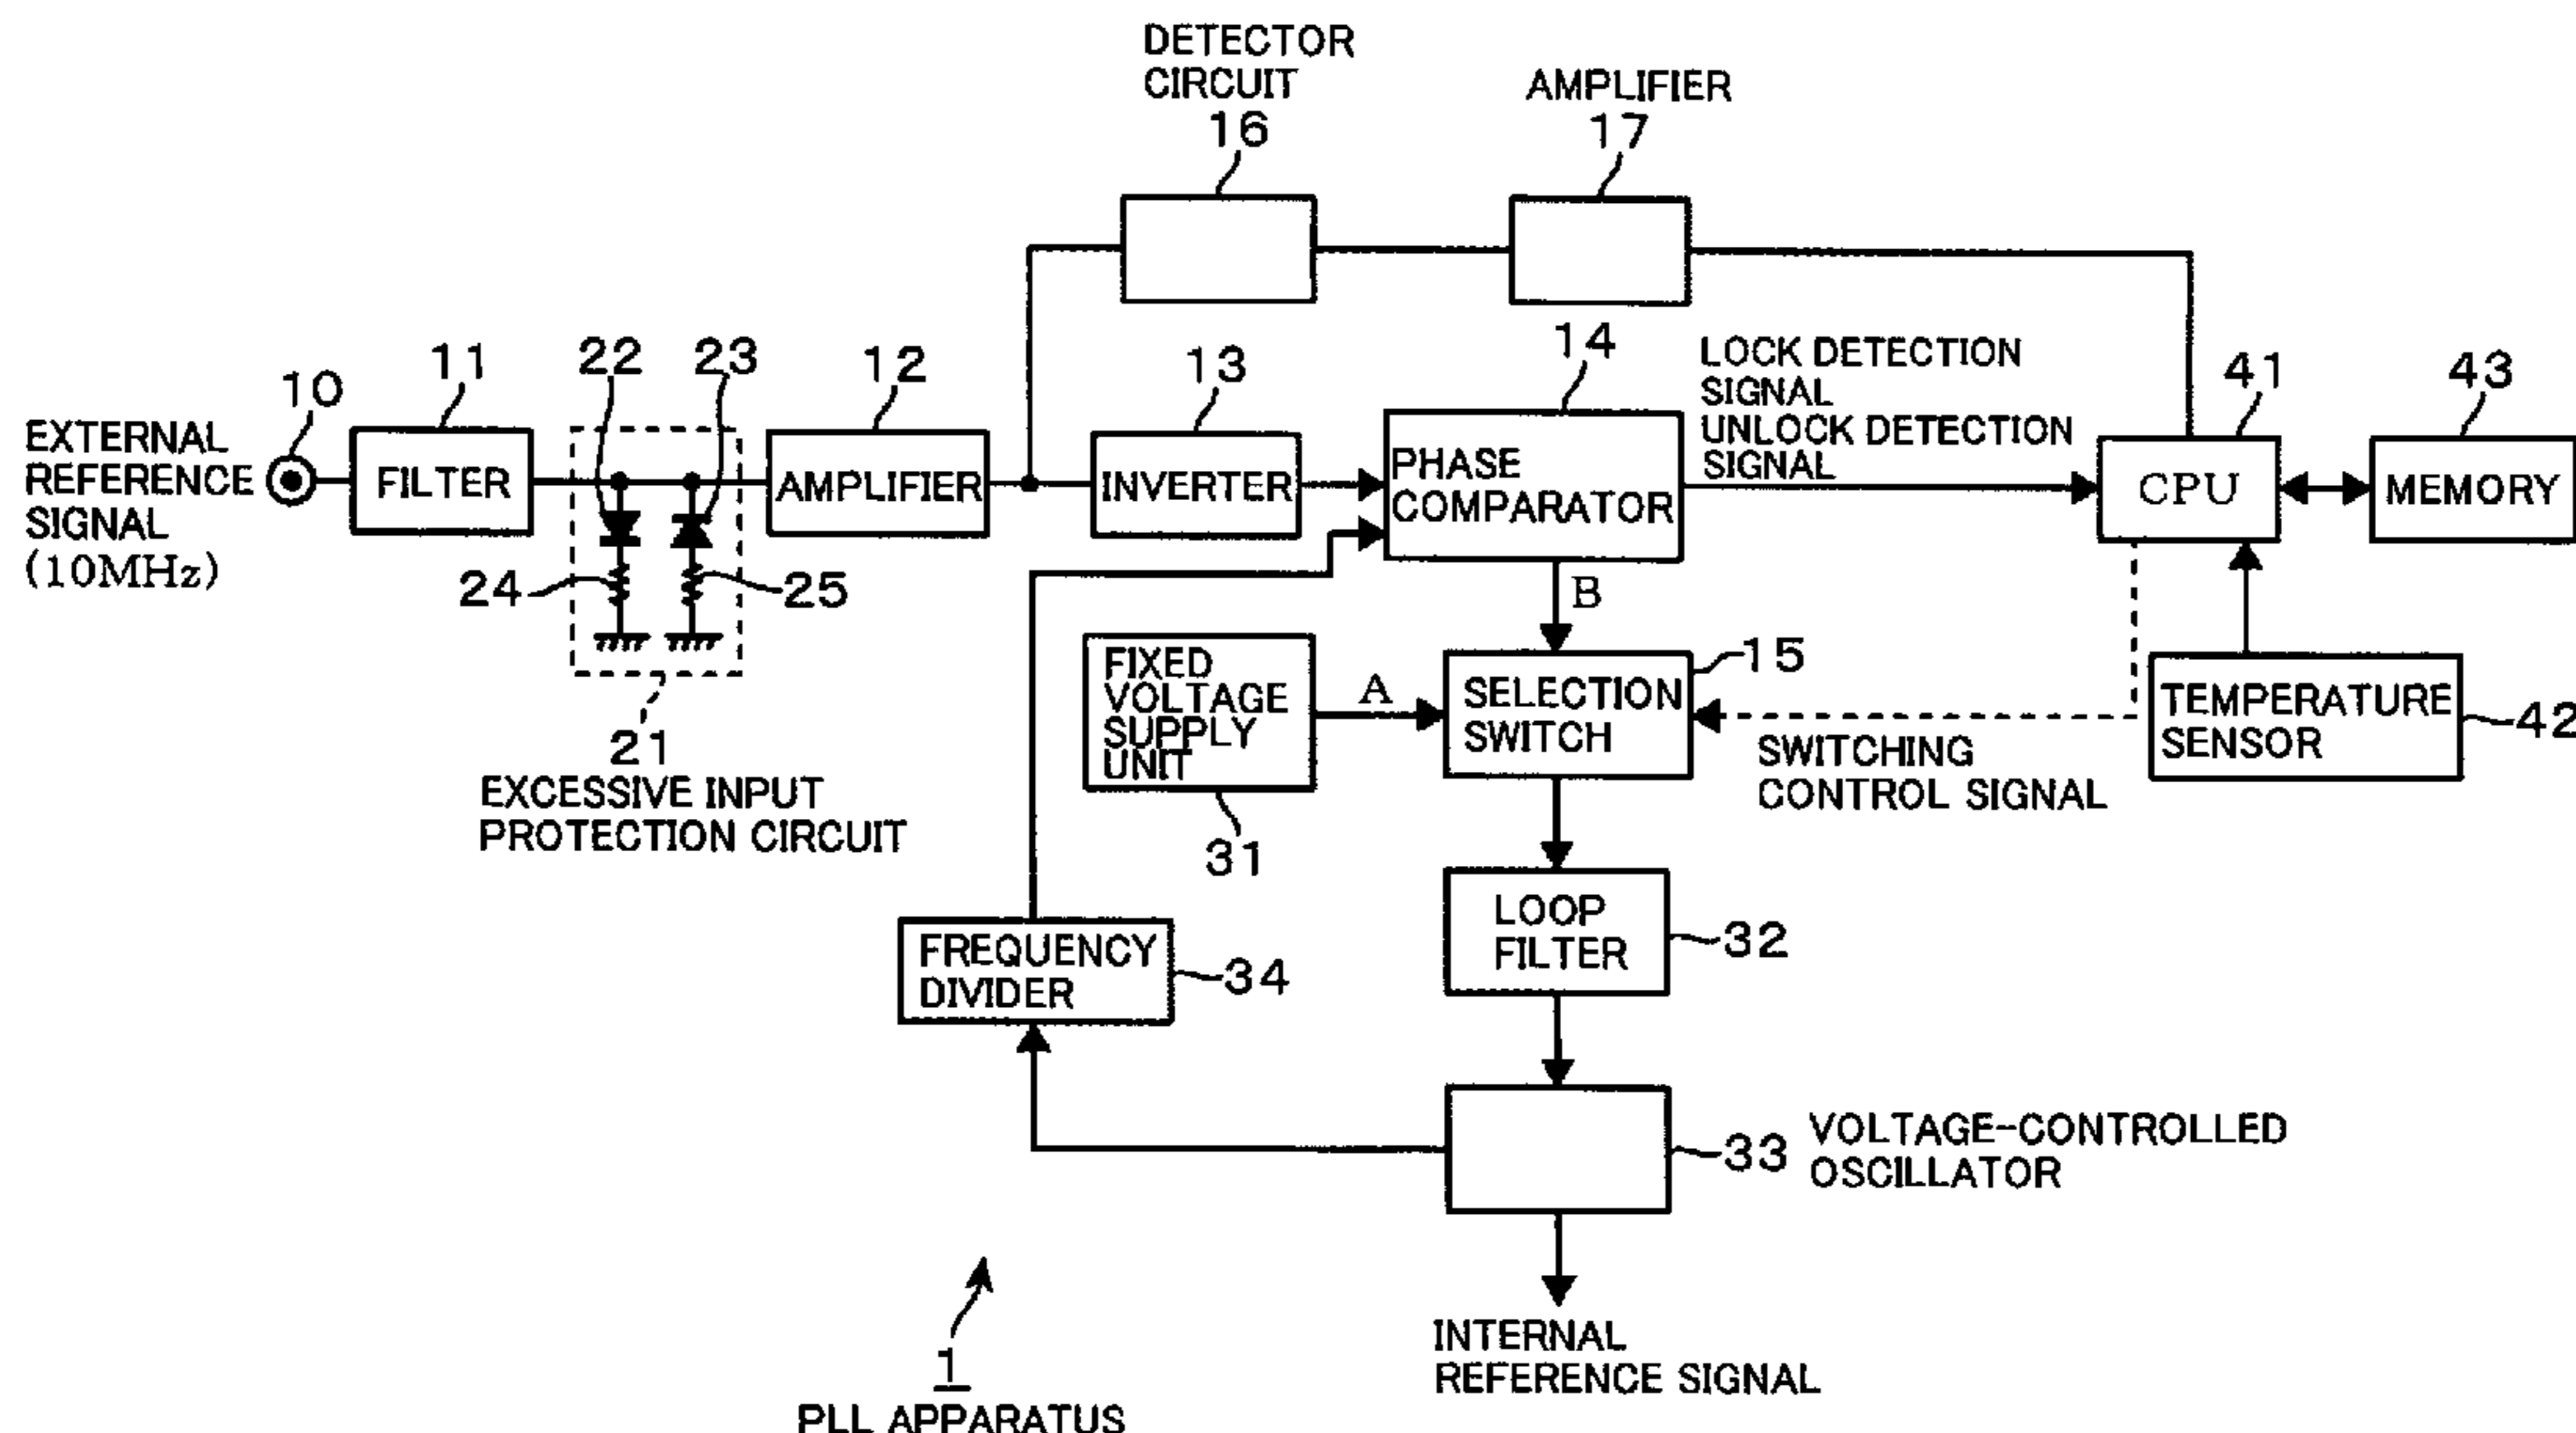 DETECTOR
CIRCUIT
16
AMPLIFIER
17
EXTERNAL
REFERENCE
SIGNAL
(10MHz)
10
11
FILTER
22
23
24
25
21
EXCESSIVE INPUT
PROTECTION CIRCUIT
12
AMPLIFIER
13
INVERTER
14
PHASE
COMPARATOR
LOCK DETECTION
SIGNAL
UNLOCK DETECTION
SIGNAL
41
CPU
43
MEMORY
B
FIXED
VOLTAGE
SUPPLY
UNIT
31
A
SELECTION
SWITCH
15
SWITCHING
CONTROL SIGNAL
TEMPERATURE
SENSOR
42
LOOP
FILTER
32
FREQUENCY
DIVIDER
34
33
VOLTAGE-CONTROLLED
OSCILLATOR
INTERNAL
REFERENCE SIGNAL
1
PLL APPARATUS